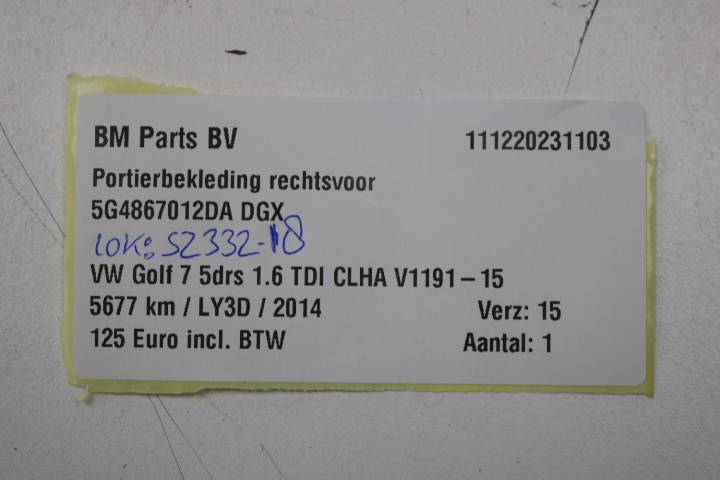 BM Parts BV 111220231103
Portierbekleding rechtsvoor
5G4867012DA DGX
LOK: S2332-18
VW Golf 7 5drs 1.6 TDI CLHA V1191-15
5677 km / LY3D / 2014 Verz: 15
125 Euro incl. BTW Aantal: 1